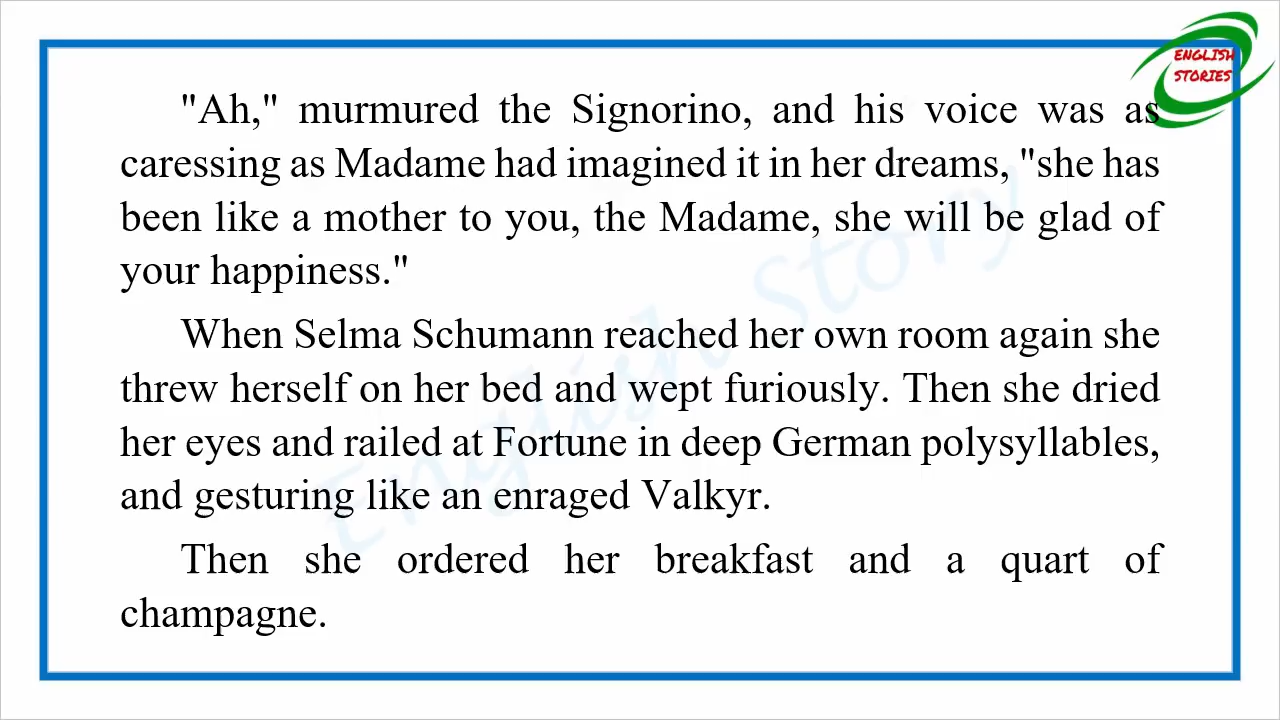 ENGLISH
STORIES
"Ah," murmured the Signorino, and his voice was as
caressing as Madame had imagined it in her dreams, "she has
been like a mother to you, the Madame, she will be glad of
your happiness."
When Selma Schumann reached her own room again she
threw herself on her bed and wept furiously. Then she dried
her eyes and railed at Fortune in deep German polysyllables,
and gesturing like an enraged Valkyr.
Then she ordered her breakfast and a quart of
champagne.
English Story